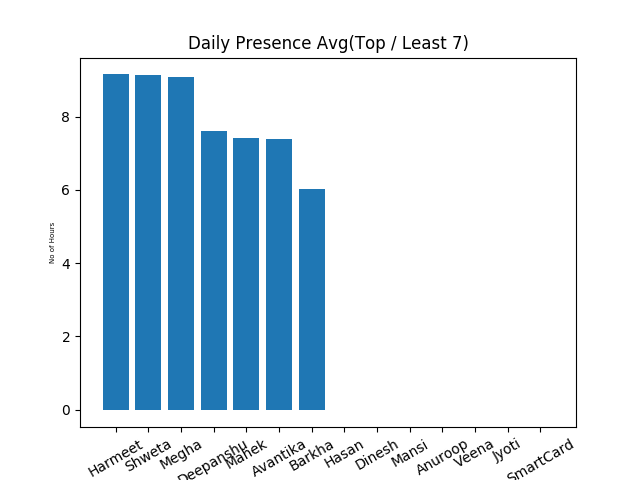 Daily Presence Avg(Top / Least 7)
No of Hours
8
6
4
2
0
Harmeet
Shweta
Megha
Deepanshu
Manek
Avantika
Barkha
Hasan
Dinesh
Mansi
Anuroop
Veena
Jyoti
SmartCard